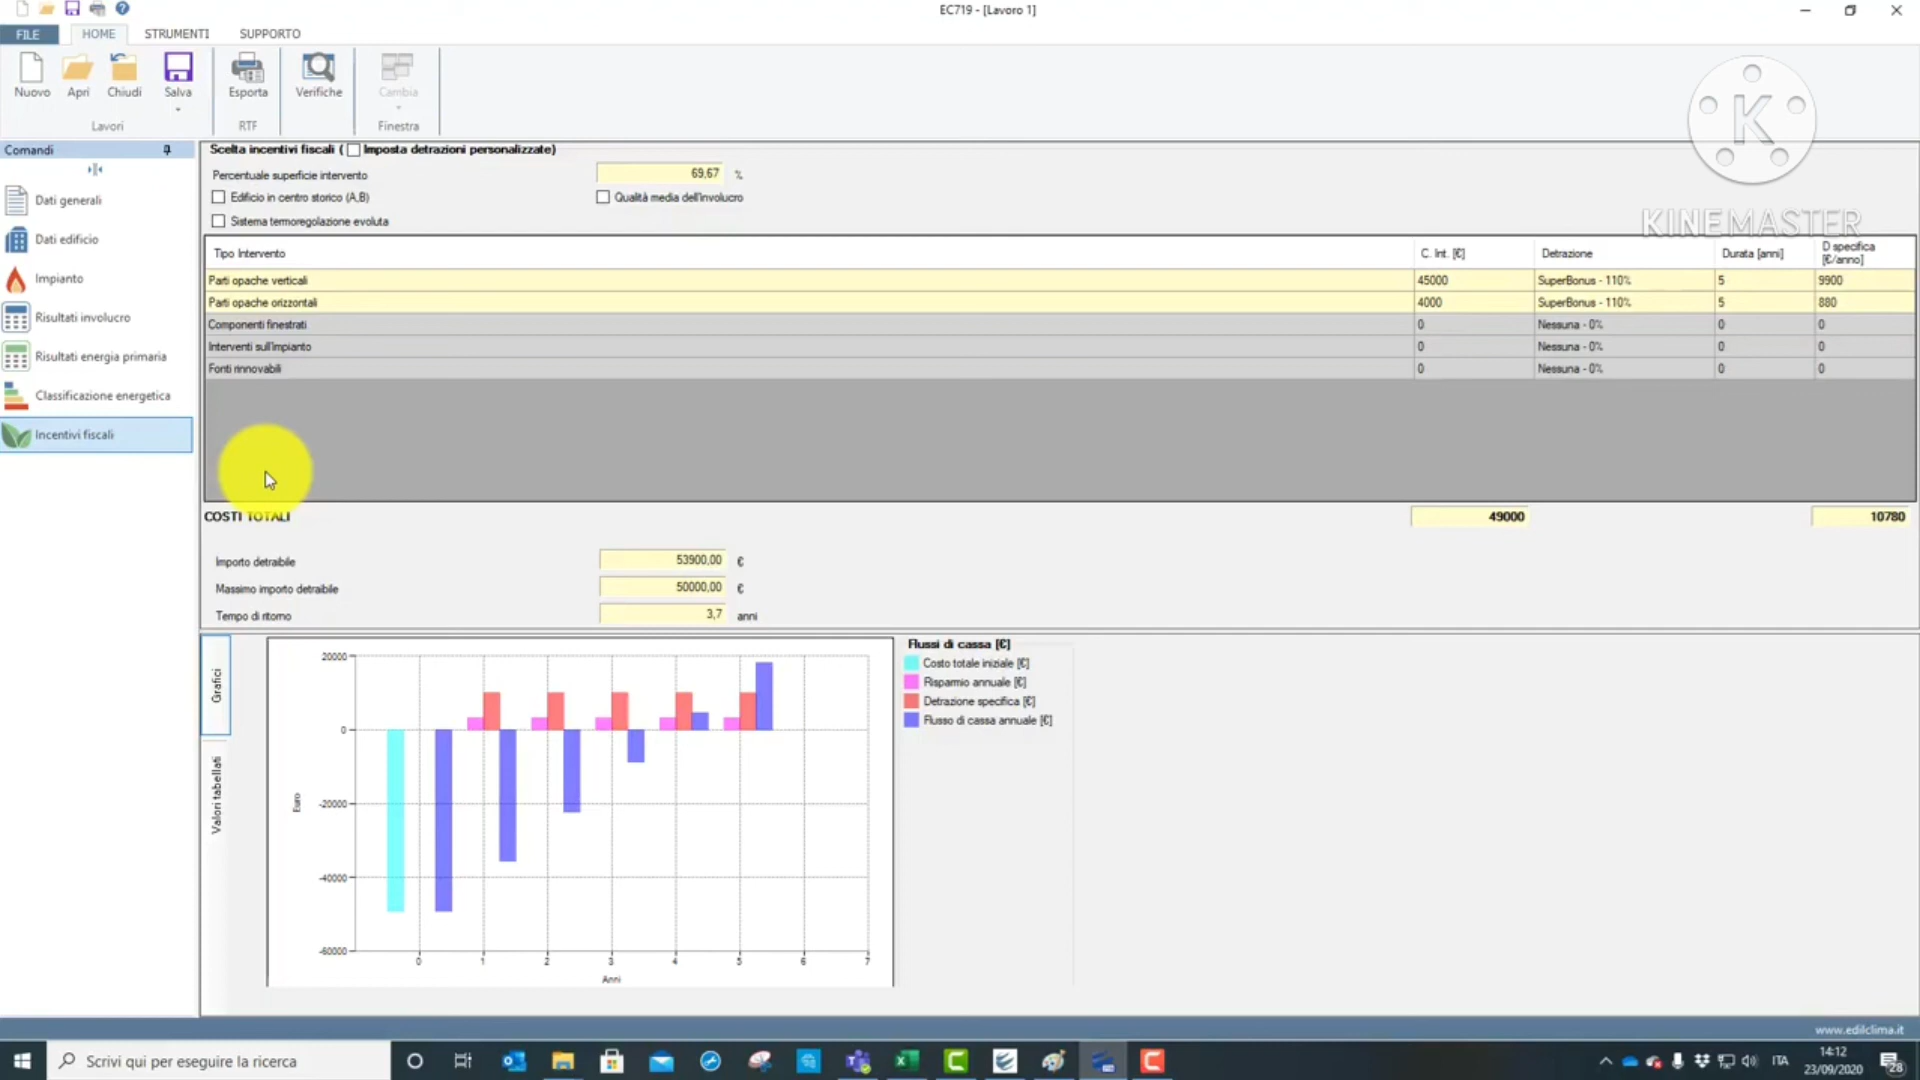 EC719 - [Lavoro 1]
FILE HOME STRUMENTI SUPPORTO
Nuovo Apri Chiudi Salva Esporta Verifiche Cambia
Lavori RTF Finestra
Comandi
Dati generali
Dati edificio
Impianto
Risultati involucro
Risultati energia primaria
Classificazione energetica
Incentivi fiscali
Scelta incentivi fiscali ( Imposta detrazioni personalizzate)
Percentuale superficie intervento 69,67 %
Edificio in centro storico (A,B) Qualità media dell'involucro
Sistema termoregolazione evoluta
K
KINEMASTER
Tipo Intervento C. Int. [€] Detrazione Durata [anni] D specifica [€/anno]
Parti opache verticali 45000 SuperBonus - 110% 5 9900
Parti opache orizzontali 4000 SuperBonus - 110% 5 880
Componenti finestrati 0 Nessuna - 0% 0 0
Interventi sull'impianto 0 Nessuna - 0% 0 0
Fonti rinnovabili 0 Nessuna - 0% 0 0
COSTI TOTALI 49000 10780
Importo detraibile 53900,00 €
Massimo importo detraibile 50000,00 €
Tempo di ritorno 3,7 anni
Grafici
Valori tabellati
20000
0
-20000
-40000
-60000
Euro
0 1 2 3 4 5 6 7
Anni
Flussi di cassa [€]
Costo totale iniziale [€]
Risparmio annuale [€]
Detrazione specifica [€]
Flusso di cassa annuale [€]
www.edilclima.it
Scrivi qui per eseguire la ricerca
ITA
14:12
23/09/2020
28